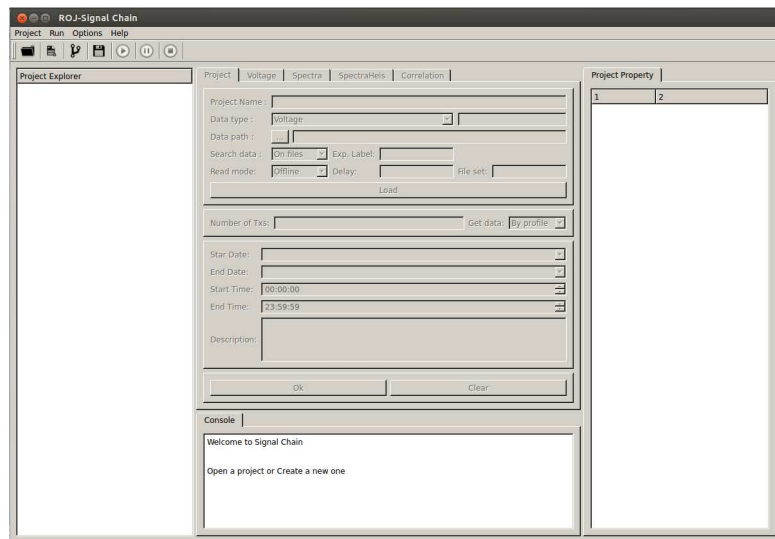 ROJ-Signal Chain
Project Run Options Help
Project Explorer
Project Voltage Spectra SpectraHeis Correlation
Project Name :
Data type : Voltage
Data path : ...
Search data : On files Exp. Label:
Read mode: Offline Delay: File set:
Load
Number of Txs: Get data: By profile
Star Date:
End Date:
Start Time: 00:00:00
End Time: 23:59:59
Description:
Ok Clear
Console
Welcome to Signal Chain
Open a project or Create a new one
Project Property
1 2